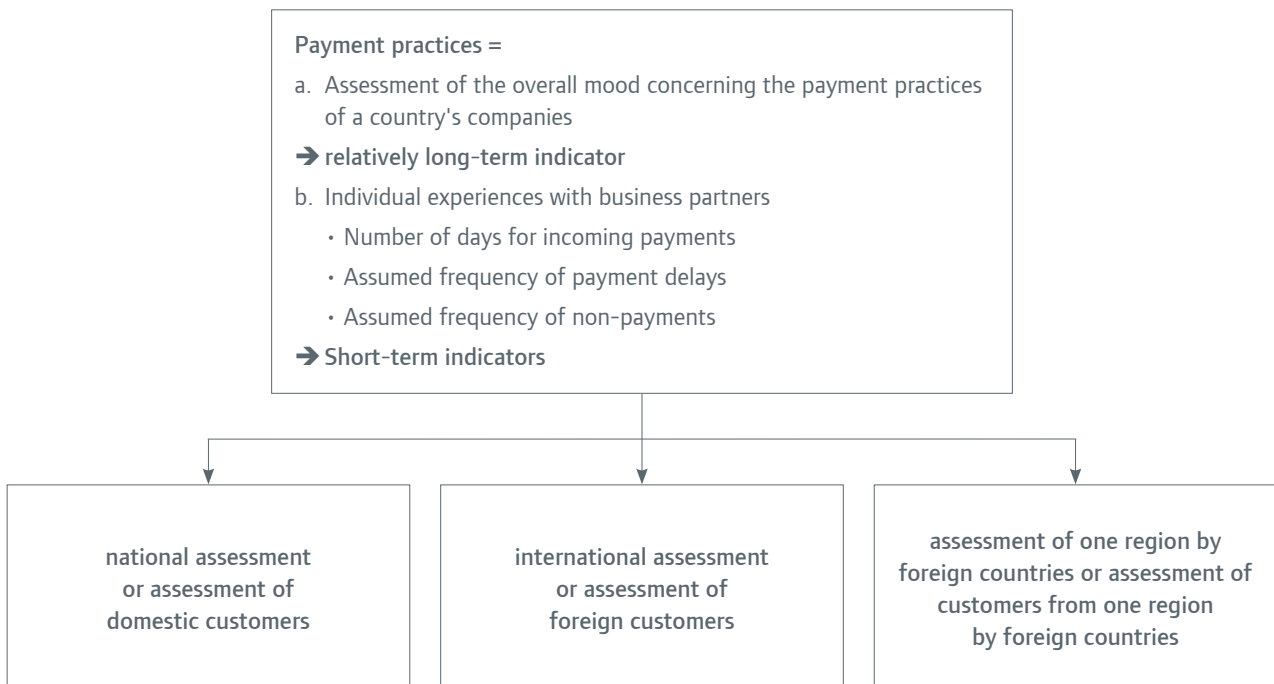 Payment practices =
a. Assessment of the overall mood concerning the payment practices
of a country's companies
➔ relatively long-term indicator
b. Individual experiences with business partners
• Number of days for incoming payments
• Assumed frequency of payment delays
• Assumed frequency of non-payments
➔ Short-term indicators
national assessment
or assessment of
domestic customers
international assessment
or assessment of
foreign customers
assessment of one region by
foreign countries or assessment of
customers from one region
by foreign countries